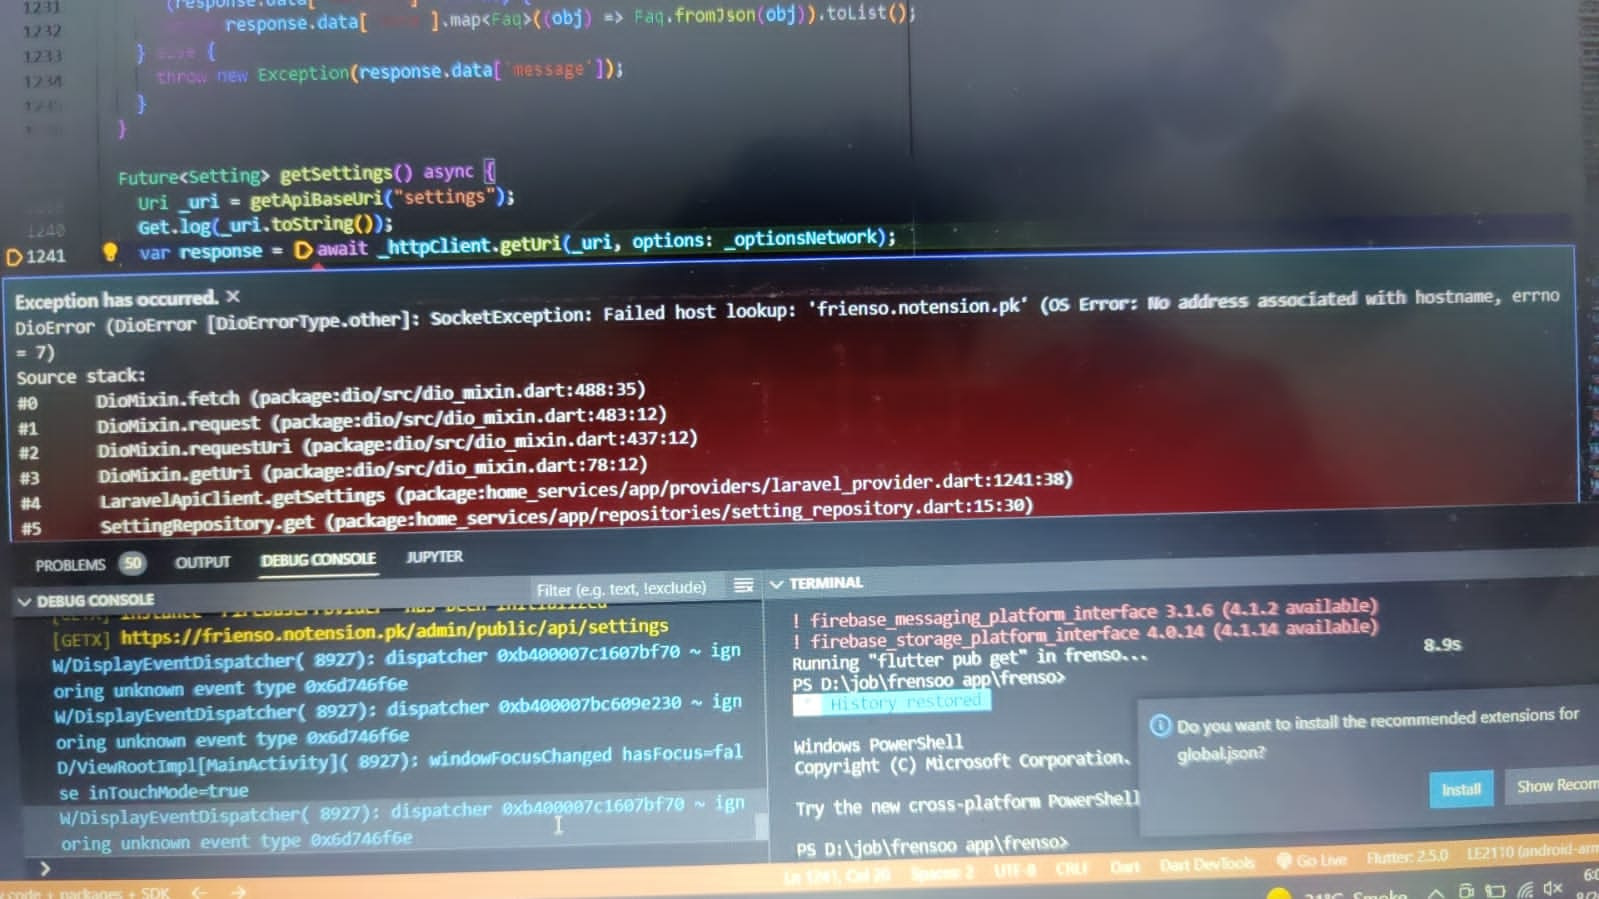 1231 (response.data[
1232 response.data[ ].map<Faq>((obj) => Faq.fromJson(obj)).toList();
1233 } else {
1234 throw new Exception(response.data['message']);
}
}
Future<Setting> getSettings() async {
Uri _uri = getApiBaseUri("settings");
1240 Get.log(_uri.toString());
1241 var response = await _httpClient.getUri(_uri, options: _optionsNetwork);
Exception has occurred. ×
DioError (DioError [DioErrorType.other]: SocketException: Failed host lookup: 'frienso.notension.pk' (OS Error: No address associated with hostname, errno
= 7)
Source stack:
#0 DioMixin.fetch (package:dio/src/dio_mixin.dart:488:35)
#1 DioMixin.request (package:dio/src/dio_mixin.dart:483:12)
#2 DioMixin.requestUri (package:dio/src/dio_mixin.dart:437:12)
#3 DioMixin.getUri (package:dio/src/dio_mixin.dart:78:12)
#4 LaravelApiClient.getSettings (package:home_services/app/providers/laravel_provider.dart:1241:38)
#5 SettingRepository.get (package:home_services/app/repositories/setting_repository.dart:15:30)
PROBLEMS 50 OUTPUT DEBUG CONSOLE JUPYTER
DEBUG CONSOLE
Filter (e.g. text, !exclude)
[GETX] https://frienso.notension.pk/admin/public/api/settings
W/DisplayEventDispatcher( 8927): dispatcher 0xb400007c1607bf70 ~ ign
oring unknown event type 0x6d746f6e
W/DisplayEventDispatcher( 8927): dispatcher 0xb400007bc609e230 ~ ign
oring unknown event type 0x6d746f6e
D/ViewRootImpl[MainActivity]( 8927): windowFocusChanged hasFocus=fal
se inTouchMode=true
W/DisplayEventDispatcher( 8927): dispatcher 0xb400007c1607bf70 ~ ign
oring unknown event type 0x6d746f6e
TERMINAL
! firebase_messaging_platform_interface 3.1.6 (4.1.2 available)
! firebase_storage_platform_interface 4.0.14 (4.1.14 available)
Running "flutter pub get" in frenso... 8.9s
PS D:\job\frensoo app\frenso>
* History restored
Windows PowerShell
Copyright (C) Microsoft Corporation.
Try the new cross-platform PowerShell
PS D:\job\frensoo app\frenso>
Do you want to install the recommended extensions for
global.json?
Install Show Recom
Ln 1241, Col 20 Spaces: 2 UTF-8 CRLF Dart Dart DevTools Go Live Flutter: 2.5.0 LE2110 (android-arm
code + packages + SDK
Smoke